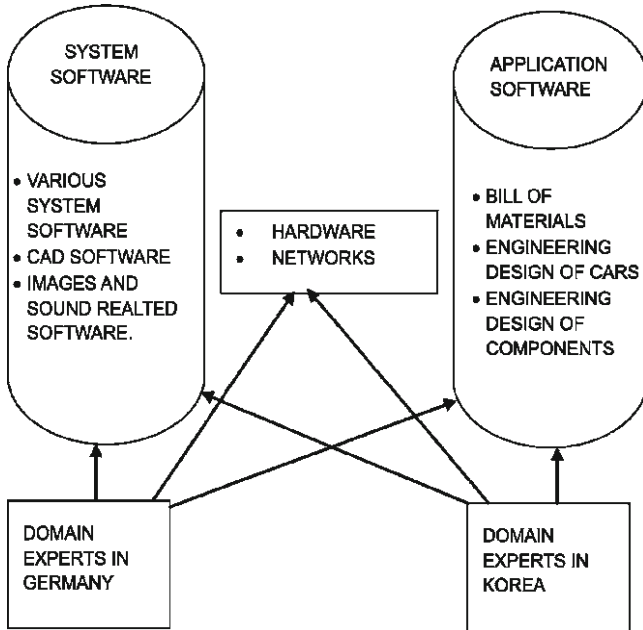 SYSTEM
SOFTWARE
• VARIOUS
SYSTEM
SOFTWARE
• CAD SOFTWARE
• IMAGES AND
SOUND REALTED
SOFTWARE.
• HARDWARE
• NETWORKS
APPLICATION
SOFTWARE
• BILL OF
MATERIALS
• ENGINEERING
DESIGN OF CARS
• ENGINEERING
DESIGN OF
COMPONENTS
DOMAIN
EXPERTS IN
GERMANY
DOMAIN
EXPERTS IN
KOREA